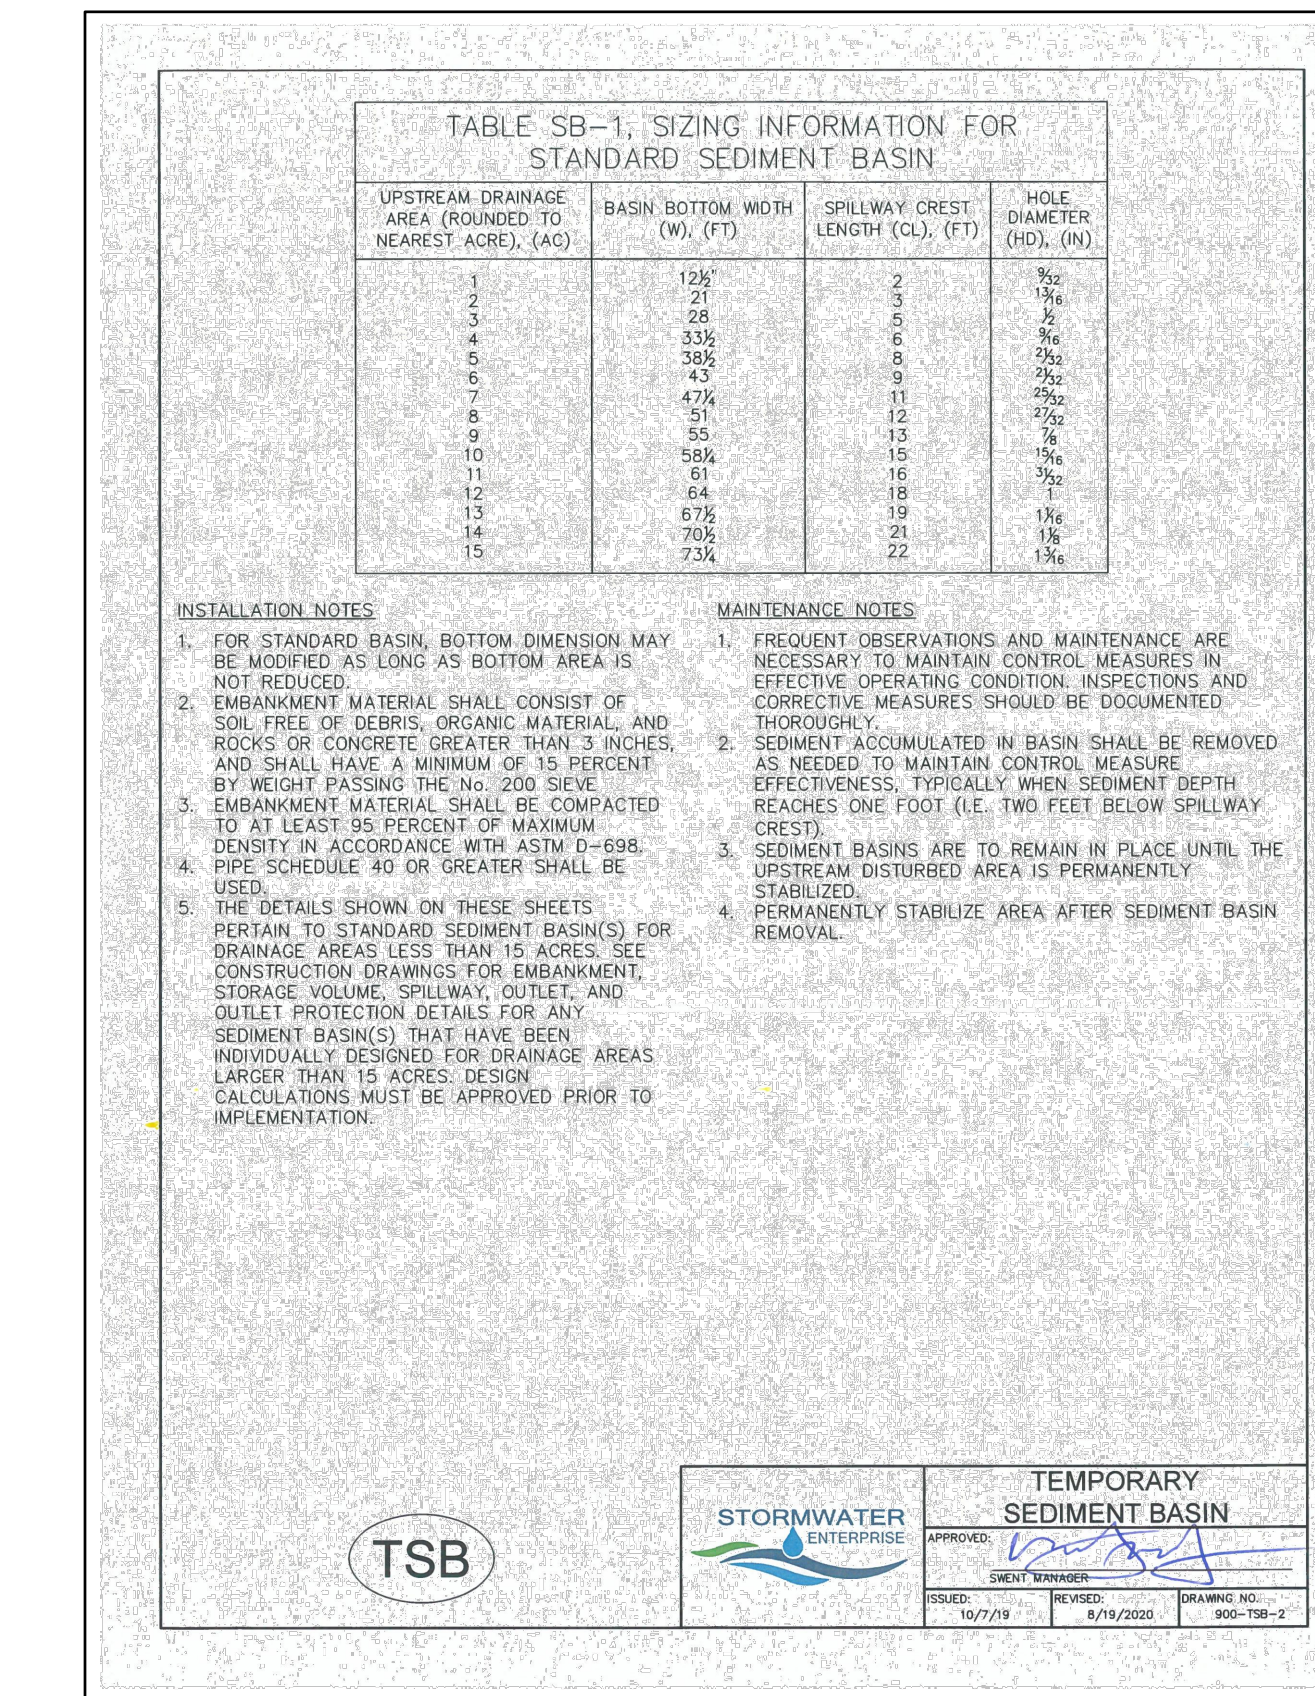 TABLE SB-1, SIZING INFORMATION FOR
STANDARD SEDIMENT BASIN
UPSTREAM DRAINAGE
AREA (ROUNDED TO
NEAREST ACRE), (AC)
BASIN BOTTOM WIDTH
(W), (FT)
SPILLWAY CREST
LENGTH (CL), (FT)
HOLE
DIAMETER
(HD), (IN)
1 12½" 2 9/32
2 21 3 13/16
3 28 5 ½
4 33½ 6 9/16
5 38½ 8 21/32
6 43 9 21/32
7 47¼ 11 25/32
8 51 12 27/32
9 55 13 7/8
10 58¼ 15 15/16
11 61 16 31/32
12 64 18 1
13 67½ 19 1 1/16
14 70½ 21 1 1/8
15 73¼ 22 1 3/16
INSTALLATION NOTES
1. FOR STANDARD BASIN, BOTTOM DIMENSION MAY
BE MODIFIED AS LONG AS BOTTOM AREA IS
NOT REDUCED.
2. EMBANKMENT MATERIAL SHALL CONSIST OF
SOIL FREE OF DEBRIS, ORGANIC MATERIAL, AND
ROCKS OR CONCRETE GREATER THAN 3 INCHES,
AND SHALL HAVE A MINIMUM OF 15 PERCENT
BY WEIGHT PASSING THE No. 200 SIEVE
3. EMBANKMENT MATERIAL SHALL BE COMPACTED
TO AT LEAST 95 PERCENT OF MAXIMUM
DENSITY IN ACCORDANCE WITH ASTM D-698.
4. PIPE SCHEDULE 40 OR GREATER SHALL BE
USED.
5. THE DETAILS SHOWN ON THESE SHEETS
PERTAIN TO STANDARD SEDIMENT BASIN(S) FOR
DRAINAGE AREAS LESS THAN 15 ACRES. SEE
CONSTRUCTION DRAWINGS FOR EMBANKMENT,
STORAGE VOLUME, SPILLWAY, OUTLET, AND
OUTLET PROTECTION DETAILS FOR ANY
SEDIMENT BASIN(S) THAT HAVE BEEN
INDIVIDUALLY DESIGNED FOR DRAINAGE AREAS
LARGER THAN 15 ACRES. DESIGN
CALCULATIONS MUST BE APPROVED PRIOR TO
IMPLEMENTATION.
MAINTENANCE NOTES
1. FREQUENT OBSERVATIONS AND MAINTENANCE ARE
NECESSARY TO MAINTAIN CONTROL MEASURES IN
EFFECTIVE OPERATING CONDITION. INSPECTIONS AND
CORRECTIVE MEASURES SHOULD BE DOCUMENTED
THOROUGHLY.
2. SEDIMENT ACCUMULATED IN BASIN SHALL BE REMOVED
AS NEEDED TO MAINTAIN CONTROL MEASURE
EFFECTIVENESS, TYPICALLY WHEN SEDIMENT DEPTH
REACHES ONE FOOT (I.E. TWO FEET BELOW SPILLWAY
CREST).
3. SEDIMENT BASINS ARE TO REMAIN IN PLACE UNTIL THE
UPSTREAM DISTURBED AREA IS PERMANENTLY
STABILIZED.
4. PERMANENTLY STABILIZE AREA AFTER SEDIMENT BASIN
REMOVAL.
TSB
STORMWATER
ENTERPRISE
TEMPORARY
SEDIMENT BASIN
APPROVED:
SWENT MANAGER
ISSUED:
10/7/19
REVISED:
8/19/2020
DRAWING NO.
900-TSB-2